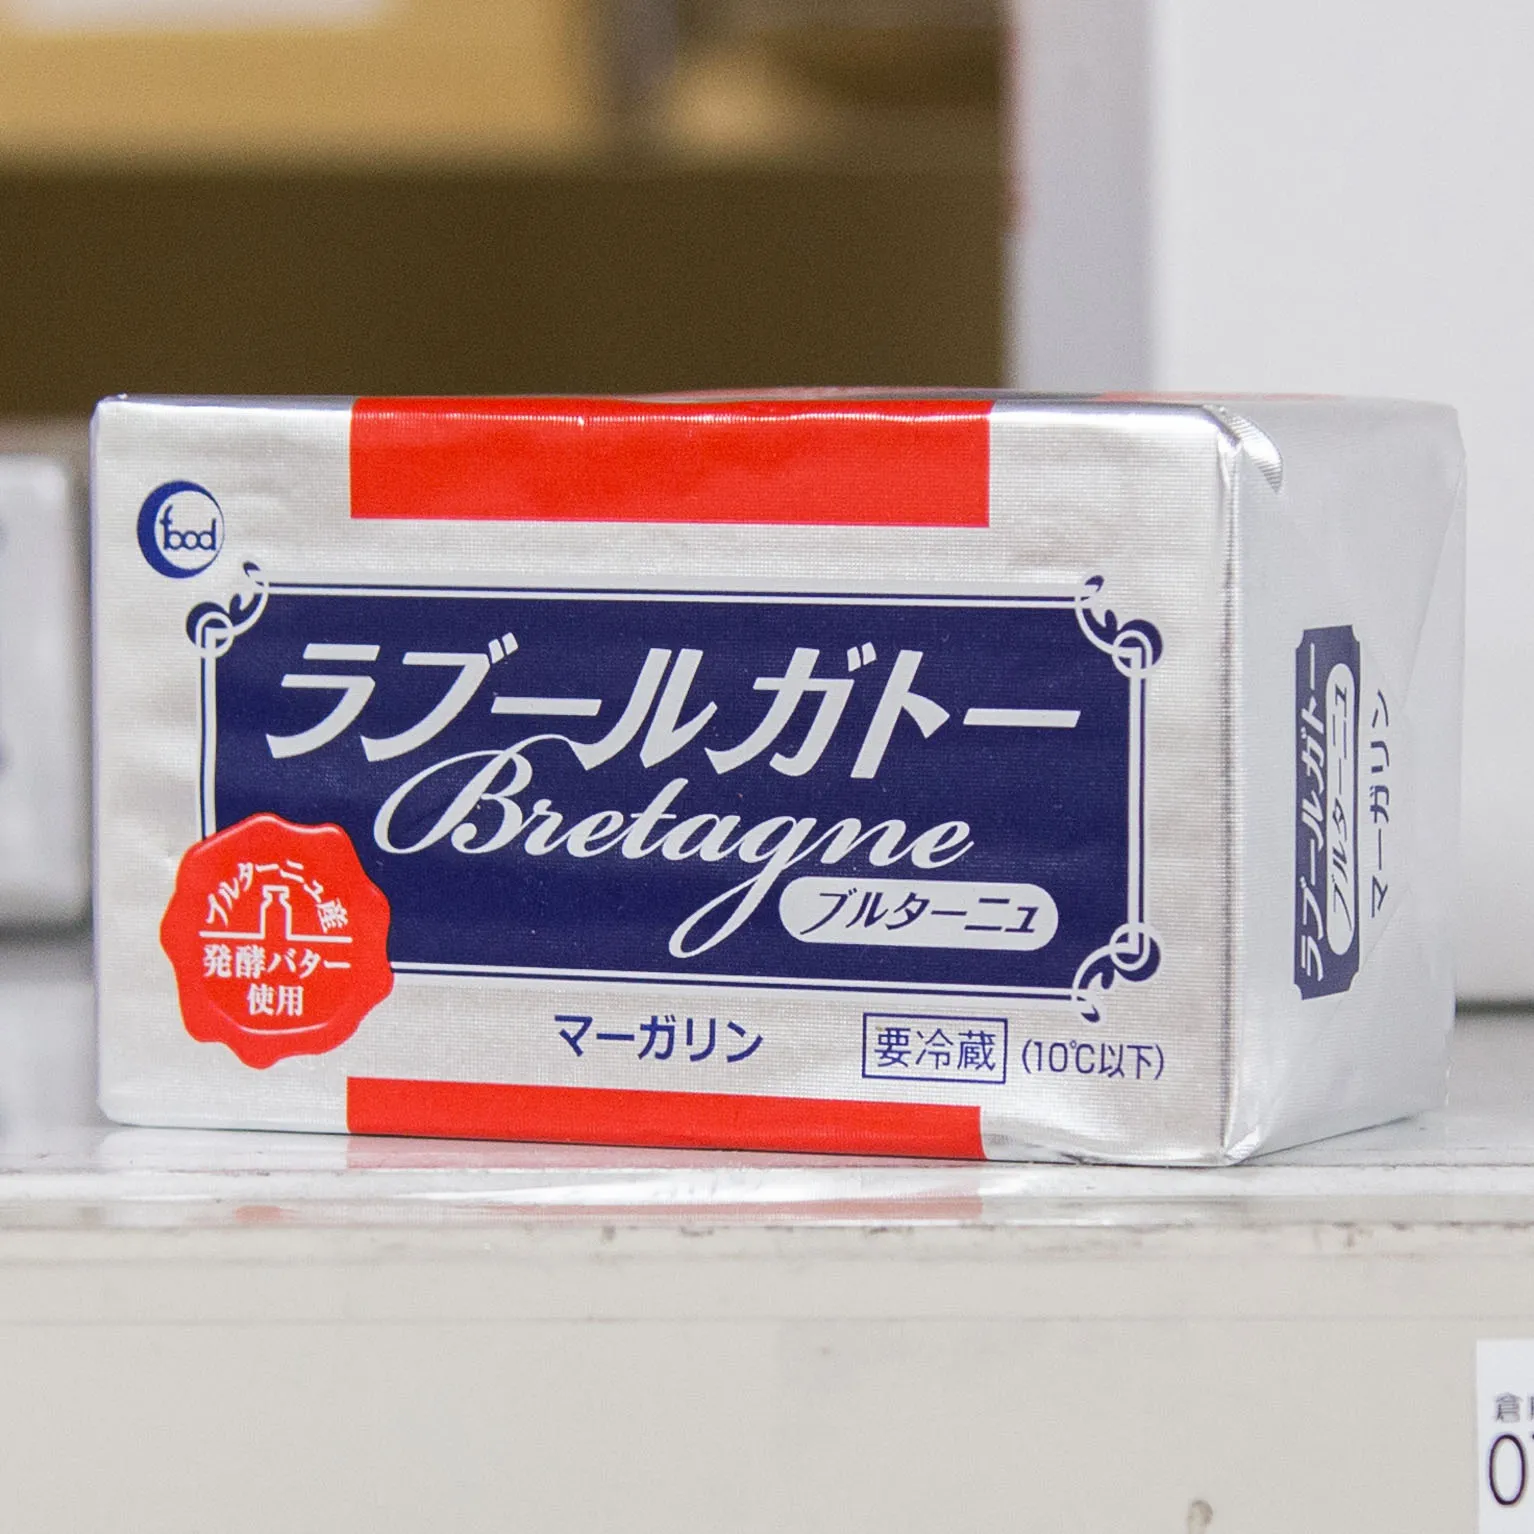 food
ラブールガトー
Bretagne
ブルターニュ
ブルターニュ産
発酵バター
使用
マーガリン
要冷蔵 (10℃以下)
ラブールガトー
ブルターニュ
マーガリン